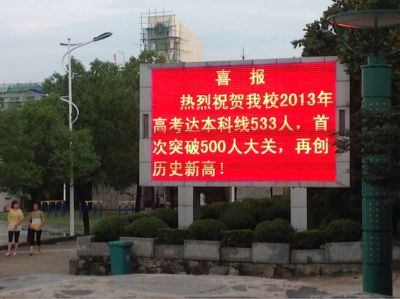 喜报
热烈祝贺我校2013年
高考达本科线533人，首
次突破500人大关，再创
历史新高！